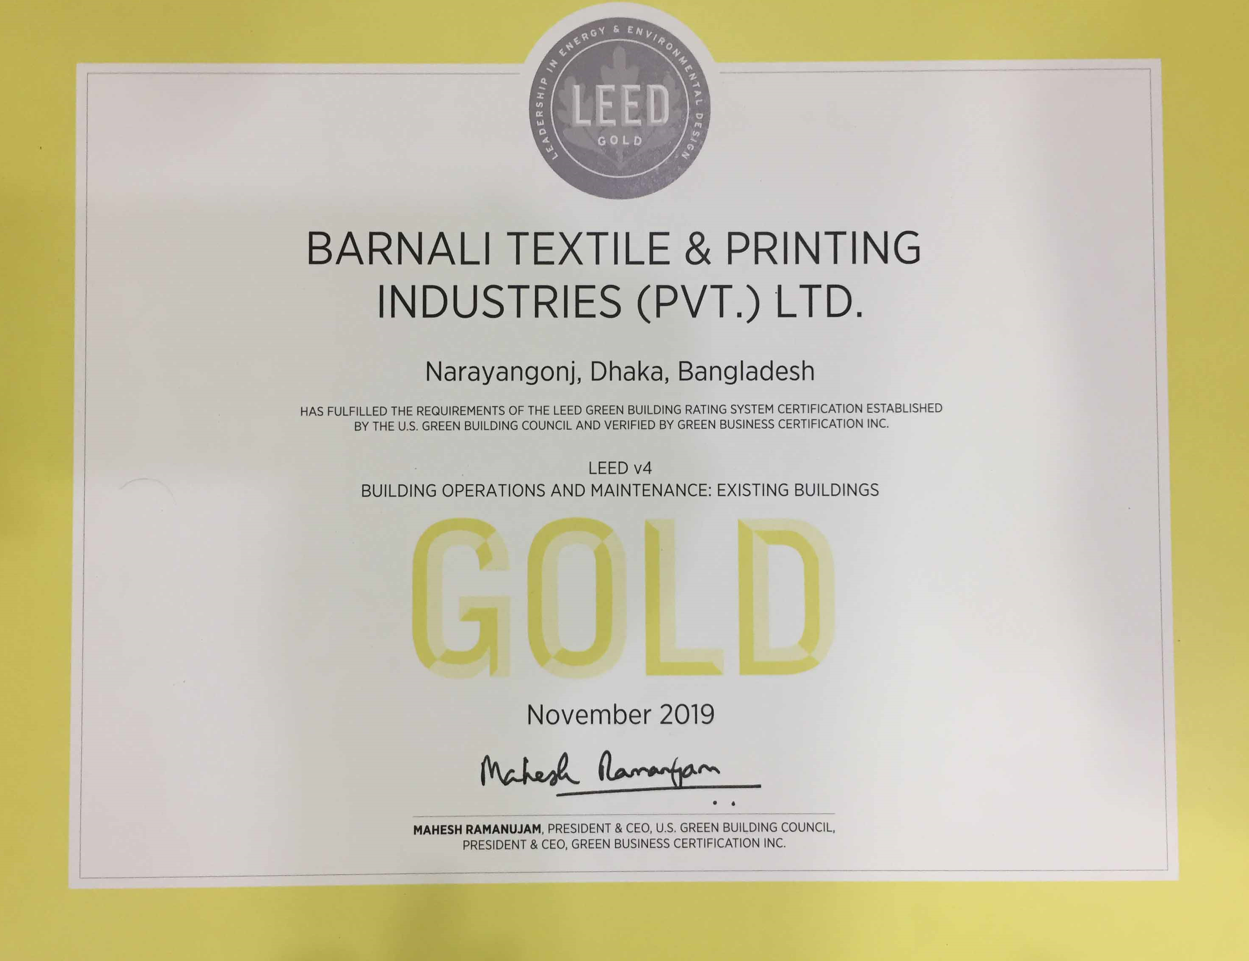 LEADERSHIP IN ENERGY & ENVIRONMENTAL DESIGN
LEED
GOLD
BARNALI TEXTILE & PRINTING
INDUSTRIES (PVT.) LTD.
Narayangonj, Dhaka, Bangladesh
HAS FULFILLED THE REQUIREMENTS OF THE LEED GREEN BUILDING RATING SYSTEM CERTIFICATION ESTABLISHED
BY THE U.S. GREEN BUILDING COUNCIL AND VERIFIED BY GREEN BUSINESS CERTIFICATION INC.
LEED v4
BUILDING OPERATIONS AND MAINTENANCE: EXISTING BUILDINGS
GOLD
November 2019
Mahesh Ramanujam
MAHESH RAMANUJAM, PRESIDENT & CEO, U.S. GREEN BUILDING COUNCIL,
PRESIDENT & CEO, GREEN BUSINESS CERTIFICATION INC.